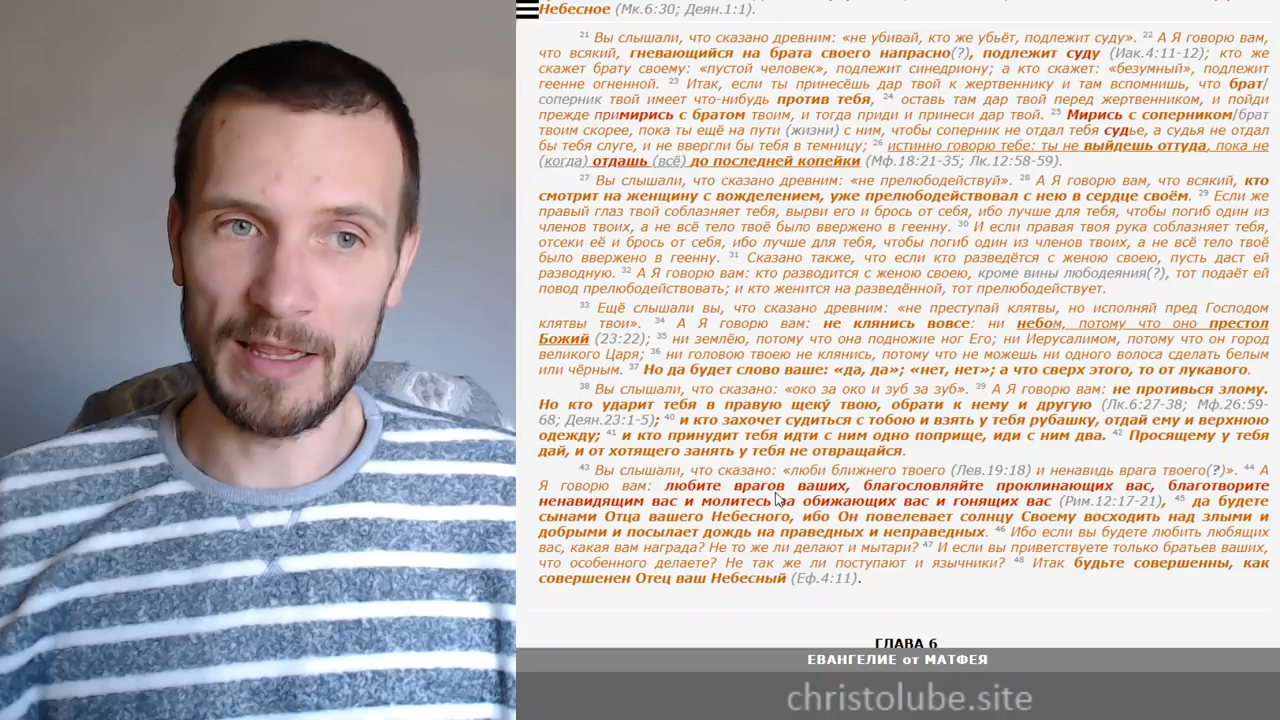 Небесное (Мк.6:30; Деян.1:1).
21 Вы слышали, что сказано древним: «не убивай, кто же убьёт, подлежит суду». 22 А Я говорю вам,
что всякий, гневающийся на брата своего напрасно(?), подлежит суду (Иак.4:11-12); кто же
скажет брату своему: «пустой человек», подлежит синедриону; а кто скажет: «безумный», подлежит
геенне огненной. 23 Итак, если ты принесёшь дар твой к жертвеннику и там вспомнишь, что брат/
соперник твой имеет что-нибудь против тебя, 24 оставь там дар твой перед жертвенником, и пойди
прежде примирись с братом твоим, и тогда приди и принеси дар твой. 25 Мирись с соперником/брат
твоим скорее, пока ты ещё на пути (жизни) с ним, чтобы соперник не отдал тебя судье, а судья не отдал
бы тебя слуге, и не ввергли бы тебя в темницу; 26 истинно говорю тебе: ты не выйдешь оттуда, пока не
(когда) отдашь (всё) до последней копейки (Мф.18:21-35; Лк.12:58-59).
27 Вы слышали, что сказано древним: «не прелюбодействуй». 28 А Я говорю вам, что всякий, кто
смотрит на женщину с вожделением, уже прелюбодействовал с нею в сердце своём. 29 Если же
правый глаз твой соблазняет тебя, вырви его и брось от себя, ибо лучше для тебя, чтобы погиб один из
членов твоих, а не всё тело твоё было ввержено в геенну. 30 И если правая твоя рука соблазняет тебя,
отсеки её и брось от себя, ибо лучше для тебя, чтобы погиб один из членов твоих, а не всё тело твоё
было ввержено в геенну. 31 Сказано также, что если кто разведётся с женою своею, пусть даст ей
разводную. 32 А Я говорю вам: кто разводится с женою своею, кроме вины любодеяния(?), тот подаёт ей
повод прелюбодействовать; и кто женится на разведённой, тот прелюбодействует.
33 Ещё слышали вы, что сказано древним: «не преступай клятвы, но исполняй пред Господом
клятвы твои». 34 А Я говорю вам: не клянись вовсе: ни небом, потому что оно престол
Божий (23:22); 35 ни землёю, потому что она подножие ног Его; ни Иерусалимом, потому что он город
великого Царя; 36 ни головою твоею не клянись, потому что не можешь ни одного волоса сделать белым
или чёрным. 37 Но да будет слово ваше: «да, да»; «нет, нет»; а что сверх этого, то от лукавого.
38 Вы слышали, что сказано: «око за око и зуб за зуб». 39 А Я говорю вам: не противься злому.
Но кто ударит тебя в правую щеку́ твою, обрати к нему и другую (Лк.6:27-38; Мф.26:59-
68; Деян.23:1-5); 40 и кто захочет судиться с тобою и взять у тебя рубашку, отдай ему и верхнюю
одежду; 41 и кто принудит тебя идти с ним одно поприще, иди с ним два. 42 Просящему у тебя
дай, и от хотящего занять у тебя не отвращайся.
43 Вы слышали, что сказано: «люби ближнего твоего (Лев.19:18) и ненавидь врага твоего(?)». 44 А
Я говорю вам: любите врагов ваших, благословляйте проклинающих вас, благотворите
ненавидящим вас и молитесь за обижающих вас и гонящих вас (Рим.12:17-21), 45 да будете
сынами Отца вашего Небесного, ибо Он повелевает солнцу Своему восходить над злыми и
добрыми и посылает дождь на праведных и неправедных. 46 Ибо если вы будете любить любящих
вас, какая вам награда? Не то же ли делают и мытари? 47 И если вы приветствуете только братьев ваших,
что особенного делаете? Не так же ли поступают и язычники? 48 Итак будьте совершенны, как
совершенен Отец ваш Небесный (Еф.4:11).
ГЛАВА 6
ЕВАНГЕЛИЕ от МАТФЕЯ
christolube.site